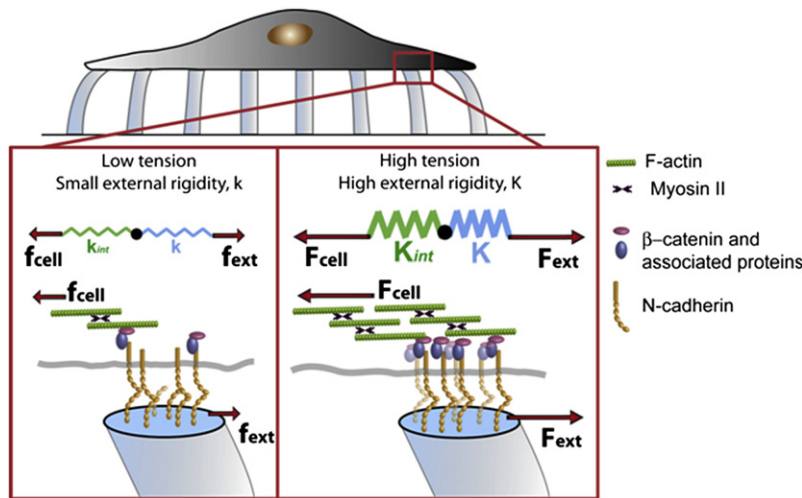 Low tension
Small external rigidity, k
High tension
High external rigidity, K
kint
k
fcell
fext
Kint
K
Fcell
Fext
fcell
Fcell
fext
Fext
F-actin
Myosin II
β–catenin and
associated proteins
N-cadherin